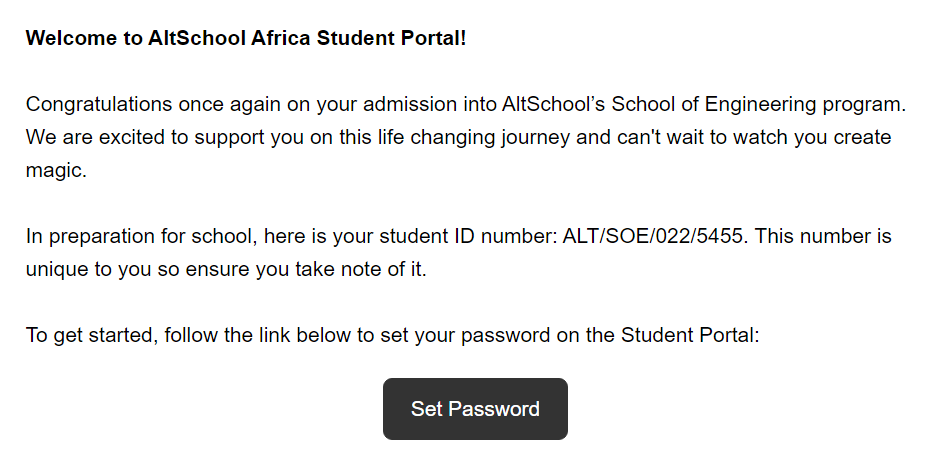 Welcome to AltSchool Africa Student Portal!
Congratulations once again on your admission into AltSchool’s School of Engineering program.
We are excited to support you on this life changing journey and can't wait to watch you create
magic.
In preparation for school, here is your student ID number: ALT/SOE/022/5455. This number is
unique to you so ensure you take note of it.
To get started, follow the link below to set your password on the Student Portal:
Set Password